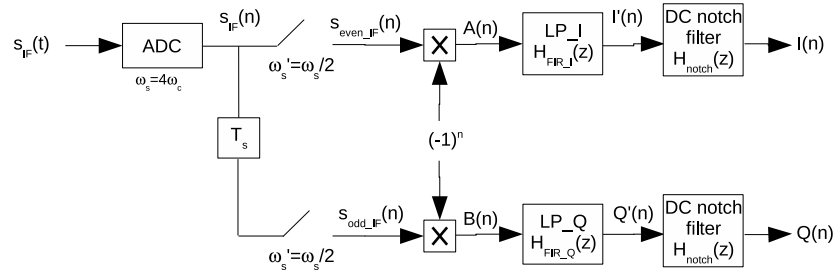 s_IF(t)
ADC
ω_s=4ω_c
s_IF(n)
ω_s'=ω_s/2
s_even_IF(n)
X
A(n)
LP_I
H_FIR_I(z)
I'(n)
DC notch
filter
H_notch(z)
I(n)
T_s
(-1)^n
ω_s'=ω_s/2
s_odd_IF(n)
X
B(n)
LP_Q
H_FIR_Q(z)
Q'(n)
DC notch
filter
H_notch(z)
Q(n)